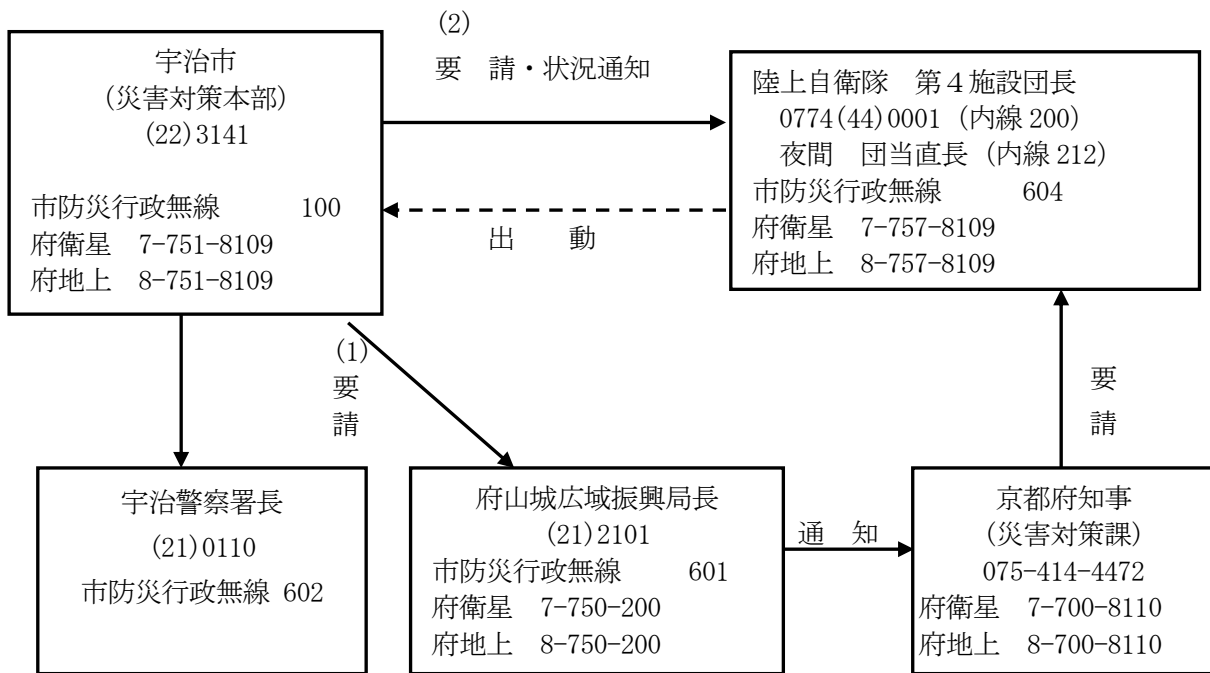 宇治市
(災害対策本部)
(22)3141
市防災行政無線 100
府衛星 7-751-8109
府地上 8-751-8109
(2)
要 請・状況通知
出 動
陸上自衛隊 第4施設団長
0774(44)0001 (内線 200)
夜間 団当直長 (内線 212)
市防災行政無線 604
府衛星 7-757-8109
府地上 8-757-8109
(1)
要
請
要
請
宇治警察署長
(21)0110
市防災行政無線 602
府山城広域振興局長
(21)2101
市防災行政無線 601
府衛星 7-750-200
府地上 8-750-200
通 知
京都府知事
(災害対策課)
075-414-4472
府衛星 7-700-8110
府地上 8-700-8110